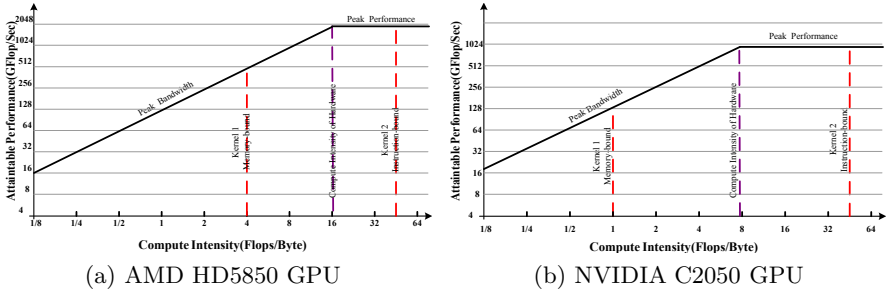 Attaintable Performance(GFlop/Sec)
2048
1024
512
256
128
64
32
16
8
4
Peak Performance
Peak Bandwidth
Kernel 1
Memory-bound
Compute Intensity of Hardware
Kernel 2
Instruction-bound
1/8 1/4 1/2 1 2 4 8 16 32 64
Compute Intensity(Flops/Byte)
(a) AMD HD5850 GPU
Attaintable Performance(GFlop/Sec)
1024
512
256
128
64
32
16
8
4
Peak Performance
Peak Bandwidth
Kernel 1
Memory-bound
Compute Intensity of Hardware
Kernel 2
Instruction-bound
1/8 1/4 1/2 1 2 4 8 16 32 64
Compute Intensity(Flops/Byte)
(b) NVIDIA C2050 GPU